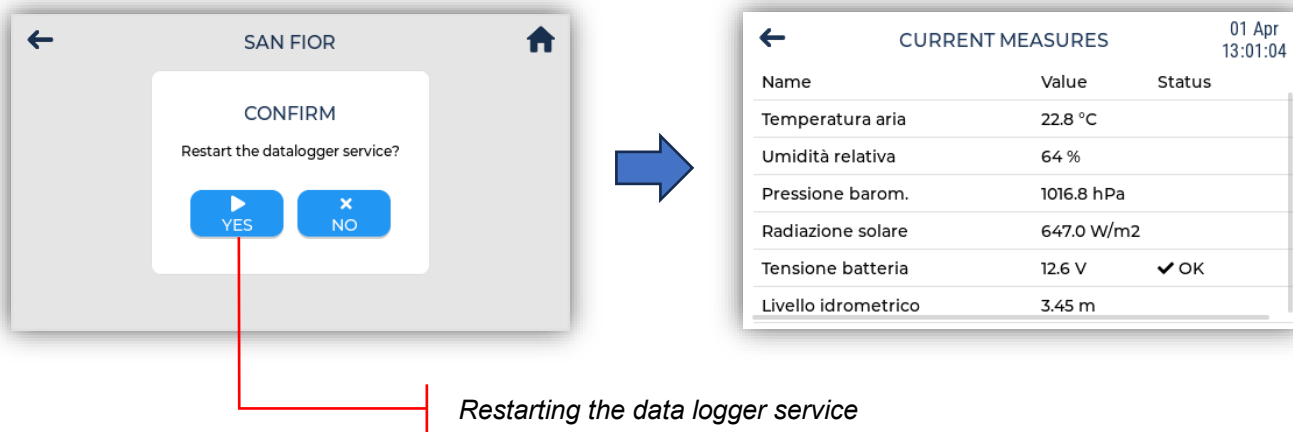 SAN FIOR
CONFIRM
Restart the datalogger service?
YES
NO
CURRENT MEASURES
01 Apr
13:01:04
Name Value Status
Temperatura aria 22.8 °C
Umidità relativa 64 %
Pressione barom. 1016.8 hPa
Radiazione solare 647.0 W/m2
Tensione batteria 12.6 V ✔ OK
Livello idrometrico 3.45 m
Restarting the data logger service